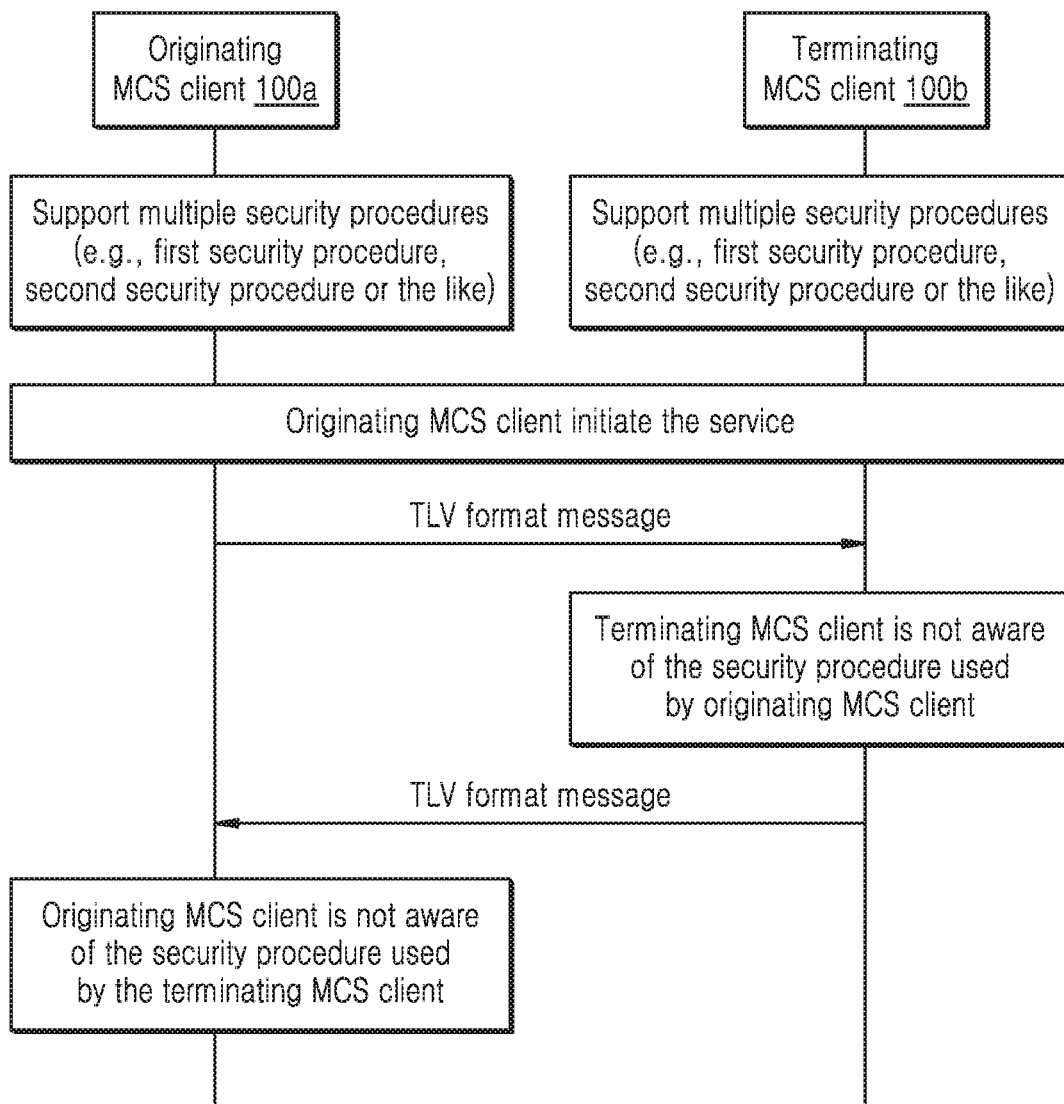 Originating
MCS client 100a
Terminating
MCS client 100b
Support multiple security procedures
(e.g., first security procedure,
second security procedure or the like)
Support multiple security procedures
(e.g., first security procedure,
second security procedure or the like)
Originating MCS client initiate the service
TLV format message
Terminating MCS client is not aware
of the security procedure used
by originating MCS client
TLV format message
Originating MCS client is not aware
of the security procedure used
by the terminating MCS client